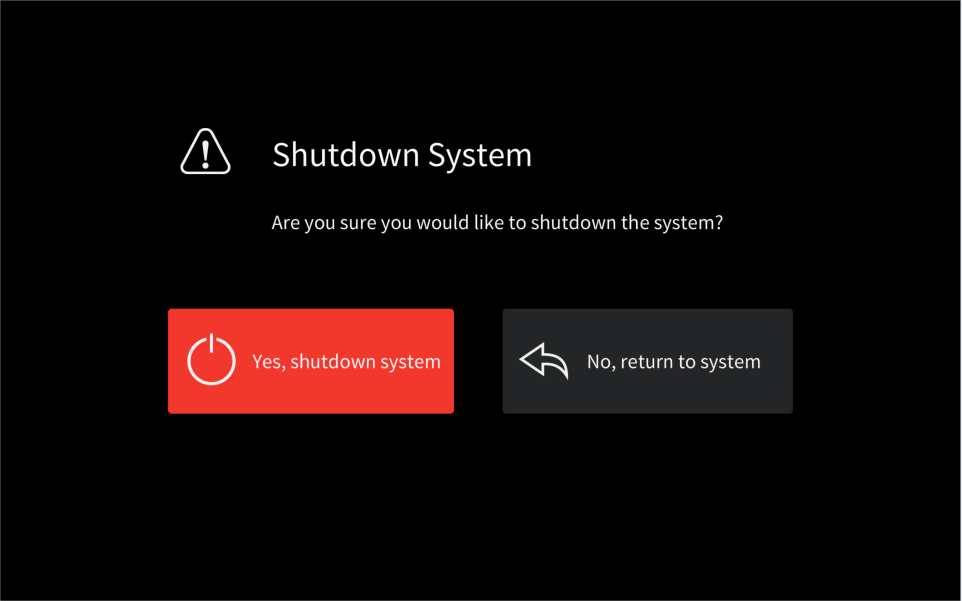 Shutdown System
Are you sure you would like to shutdown the system?
Yes, shutdown system
No, return to system